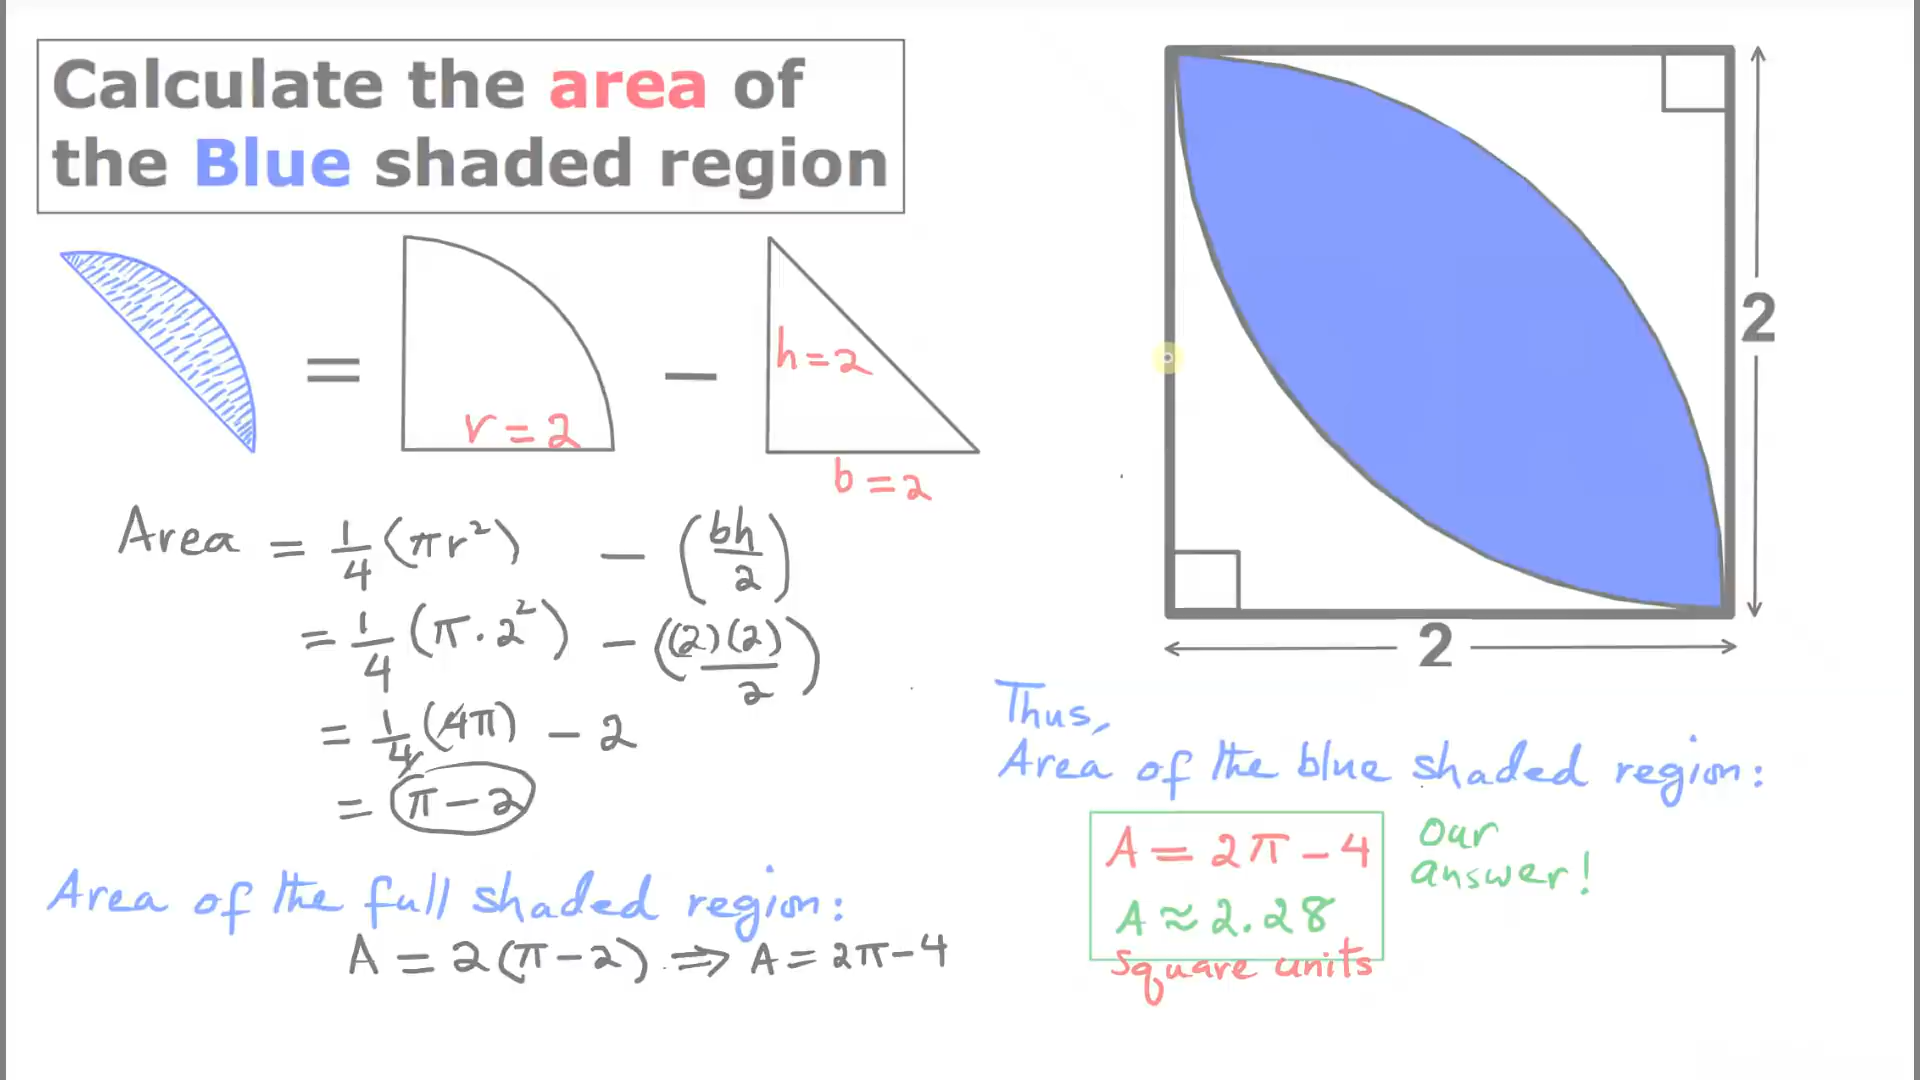 Calculate the area of
the Blue shaded region
h=2
r=2
b=2
Area = 1/4 (πr²) − (bh/2)
= 1/4 (π·2²) − ((2)(2)/2)
= 1/4 (4π) − 2
= π−2
Area of the full shaded region:
A = 2(π−2) ⇒ A = 2π−4
2
2
Thus,
Area of the blue shaded region:
A = 2π−4
A ≈ 2.28
square units
our
answer!